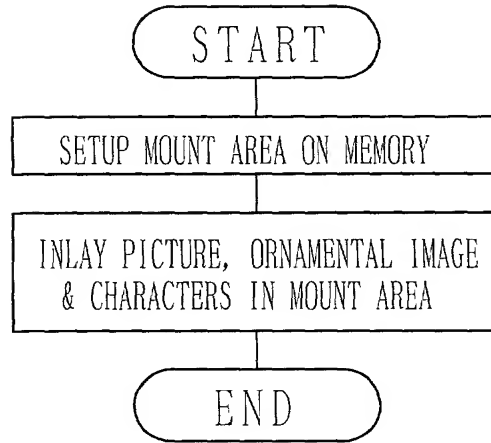 START
SETUP MOUNT AREA ON MEMORY
INLAY PICTURE, ORNAMENTAL IMAGE
& CHARACTERS IN MOUNT AREA
END